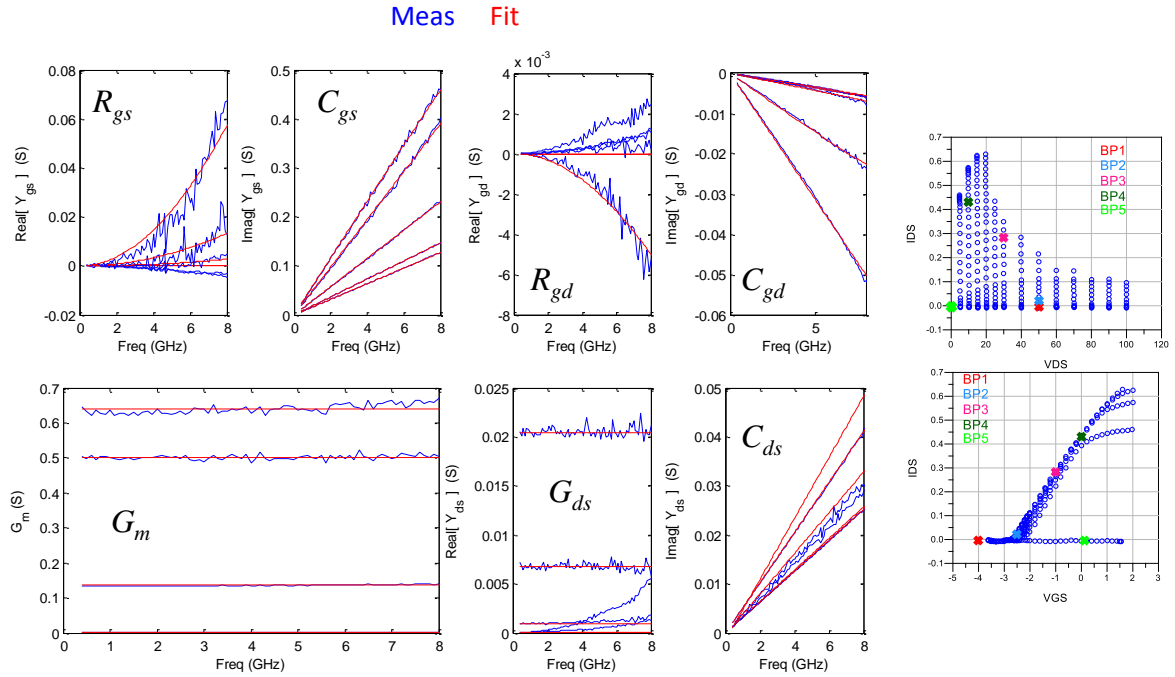 Meas Fit
R_gs
Real[ Y_gs ] (S)
0.08
0.06
0.04
0.02
0
-0.02
0 2 4 6 8
Freq (GHz)
C_gs
Imag[ Y_gs ] (S)
0.5
0.4
0.3
0.2
0.1
0
0 2 4 6 8
Freq (GHz)
x 10^-3
R_gd
Real[ Y_gd ] (S)
4
2
0
-2
-4
-6
-8
0 2 4 6 8
Freq (GHz)
C_gd
Imag[ Y_gd ] (S)
0
-0.01
-0.02
-0.03
-0.04
-0.05
-0.06
5
Freq (GHz)
BP1
BP2
BP3
BP4
BP5
IDS
0.7
0.6
0.5
0.4
0.3
0.2
0.1
0.0
-0.1
0 20 40 60 80 100 120
VDS
G_m
G_m (S)
0.7
0.6
0.5
0.4
0.3
0.2
0.1
0
0 1 2 3 4 5 6 7 8
Freq (GHz)
G_ds
Real[ Y_ds ] (S)
0.025
0.02
0.015
0.01
0.005
0
0 2 4 6 8
Freq (GHz)
C_ds
Imag[ Y_ds ] (S)
0.05
0.04
0.03
0.02
0.01
0
0 2 4 6 8
Freq (GHz)
BP1
BP2
BP3
BP4
BP5
IDS
0.7
0.6
0.5
0.4
0.3
0.2
0.1
0.0
-0.1
-5 -4 -3 -2 -1 0 1 2 3
VGS